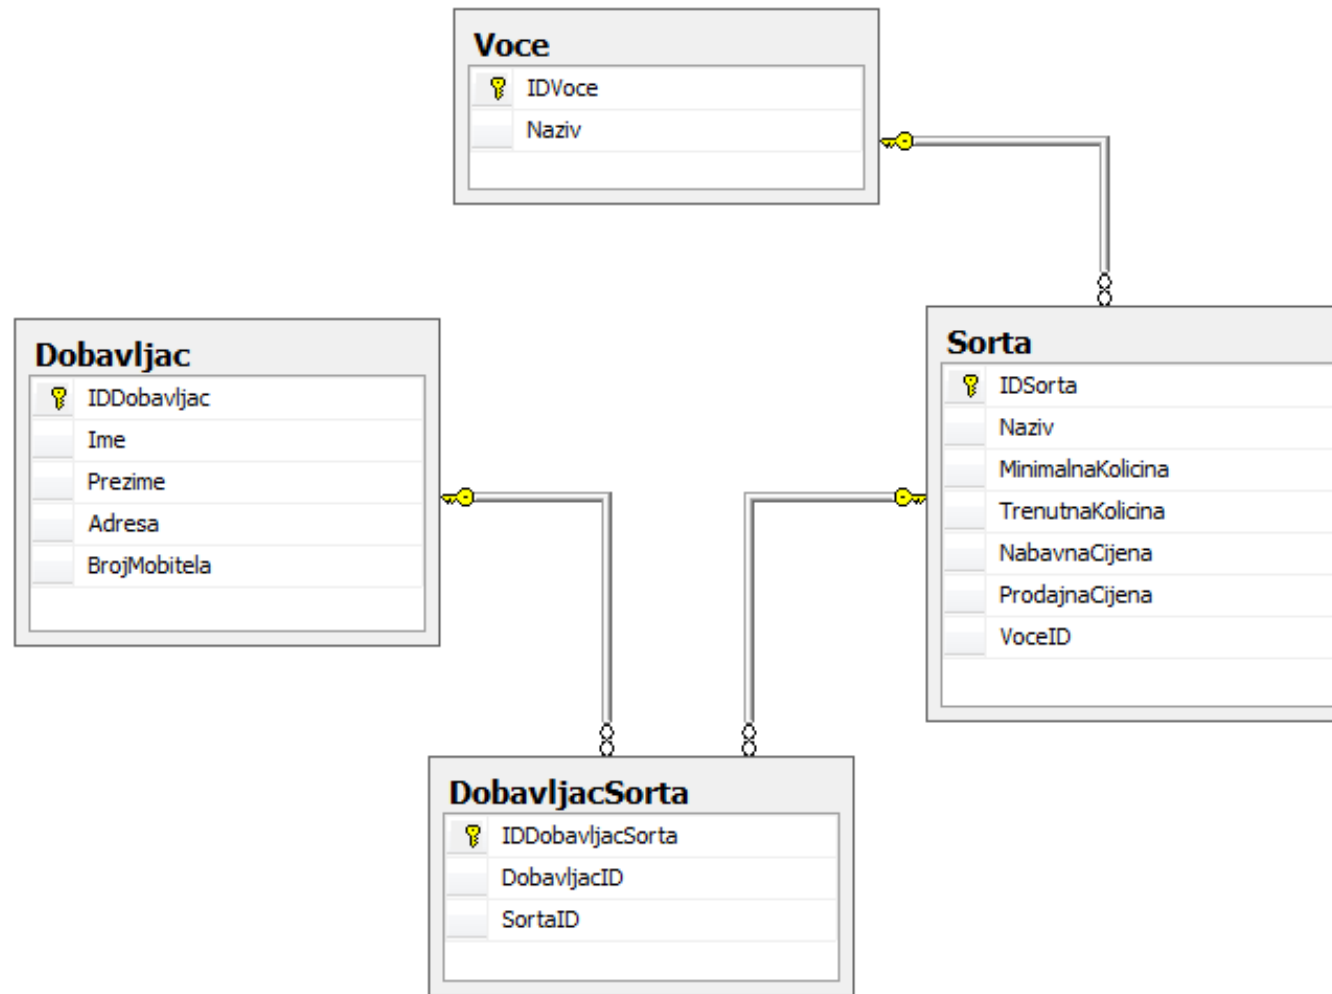 Voce
IDVoce
Naziv
Dobavljac
IDDobavljac
Ime
Prezime
Adresa
BrojMobitela
Sorta
IDSorta
Naziv
MinimalnaKolicina
TrenutnaKolicina
NabavnaCijena
ProdajnaCijena
VoceID
DobavljacSorta
IDDobavljacSorta
DobavljacID
SortaID